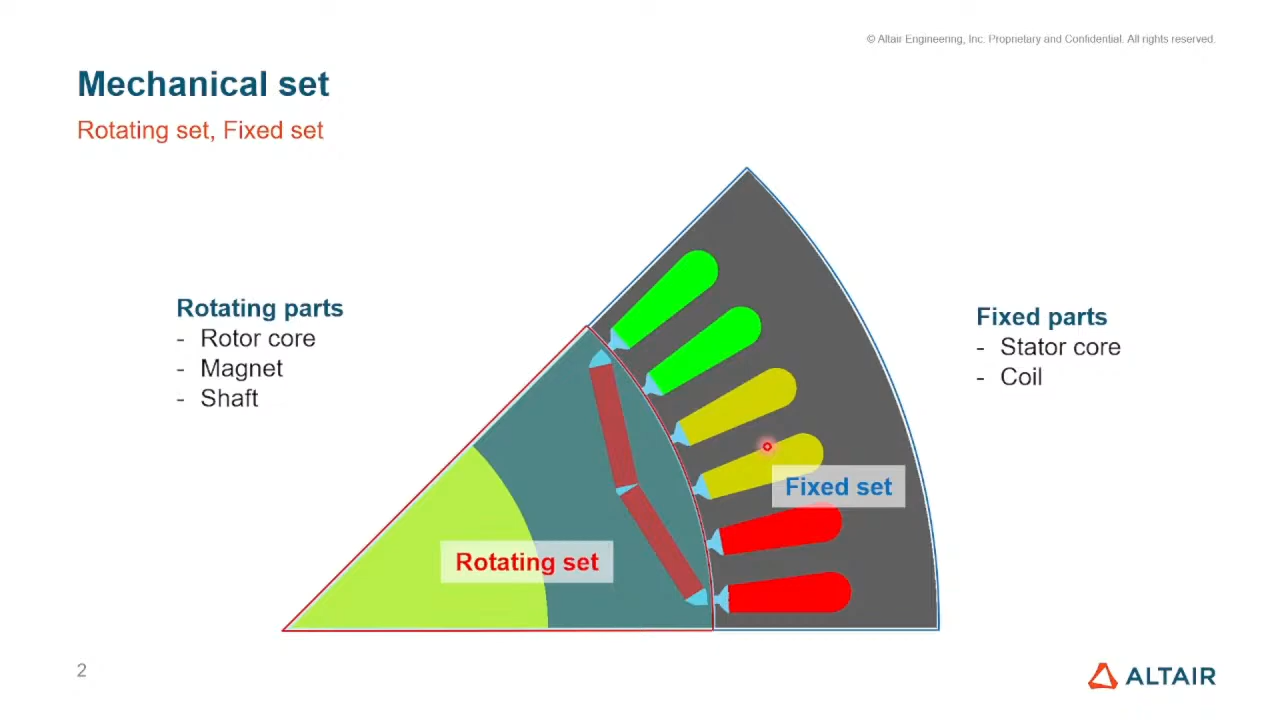 © Altair Engineering, Inc. Proprietary and Confidential. All rights reserved.
Mechanical set
Rotating set, Fixed set
Rotating parts
- Rotor core
- Magnet
- Shaft
Fixed parts
- Stator core
- Coil
Fixed set
Rotating set
2
ALTAIR